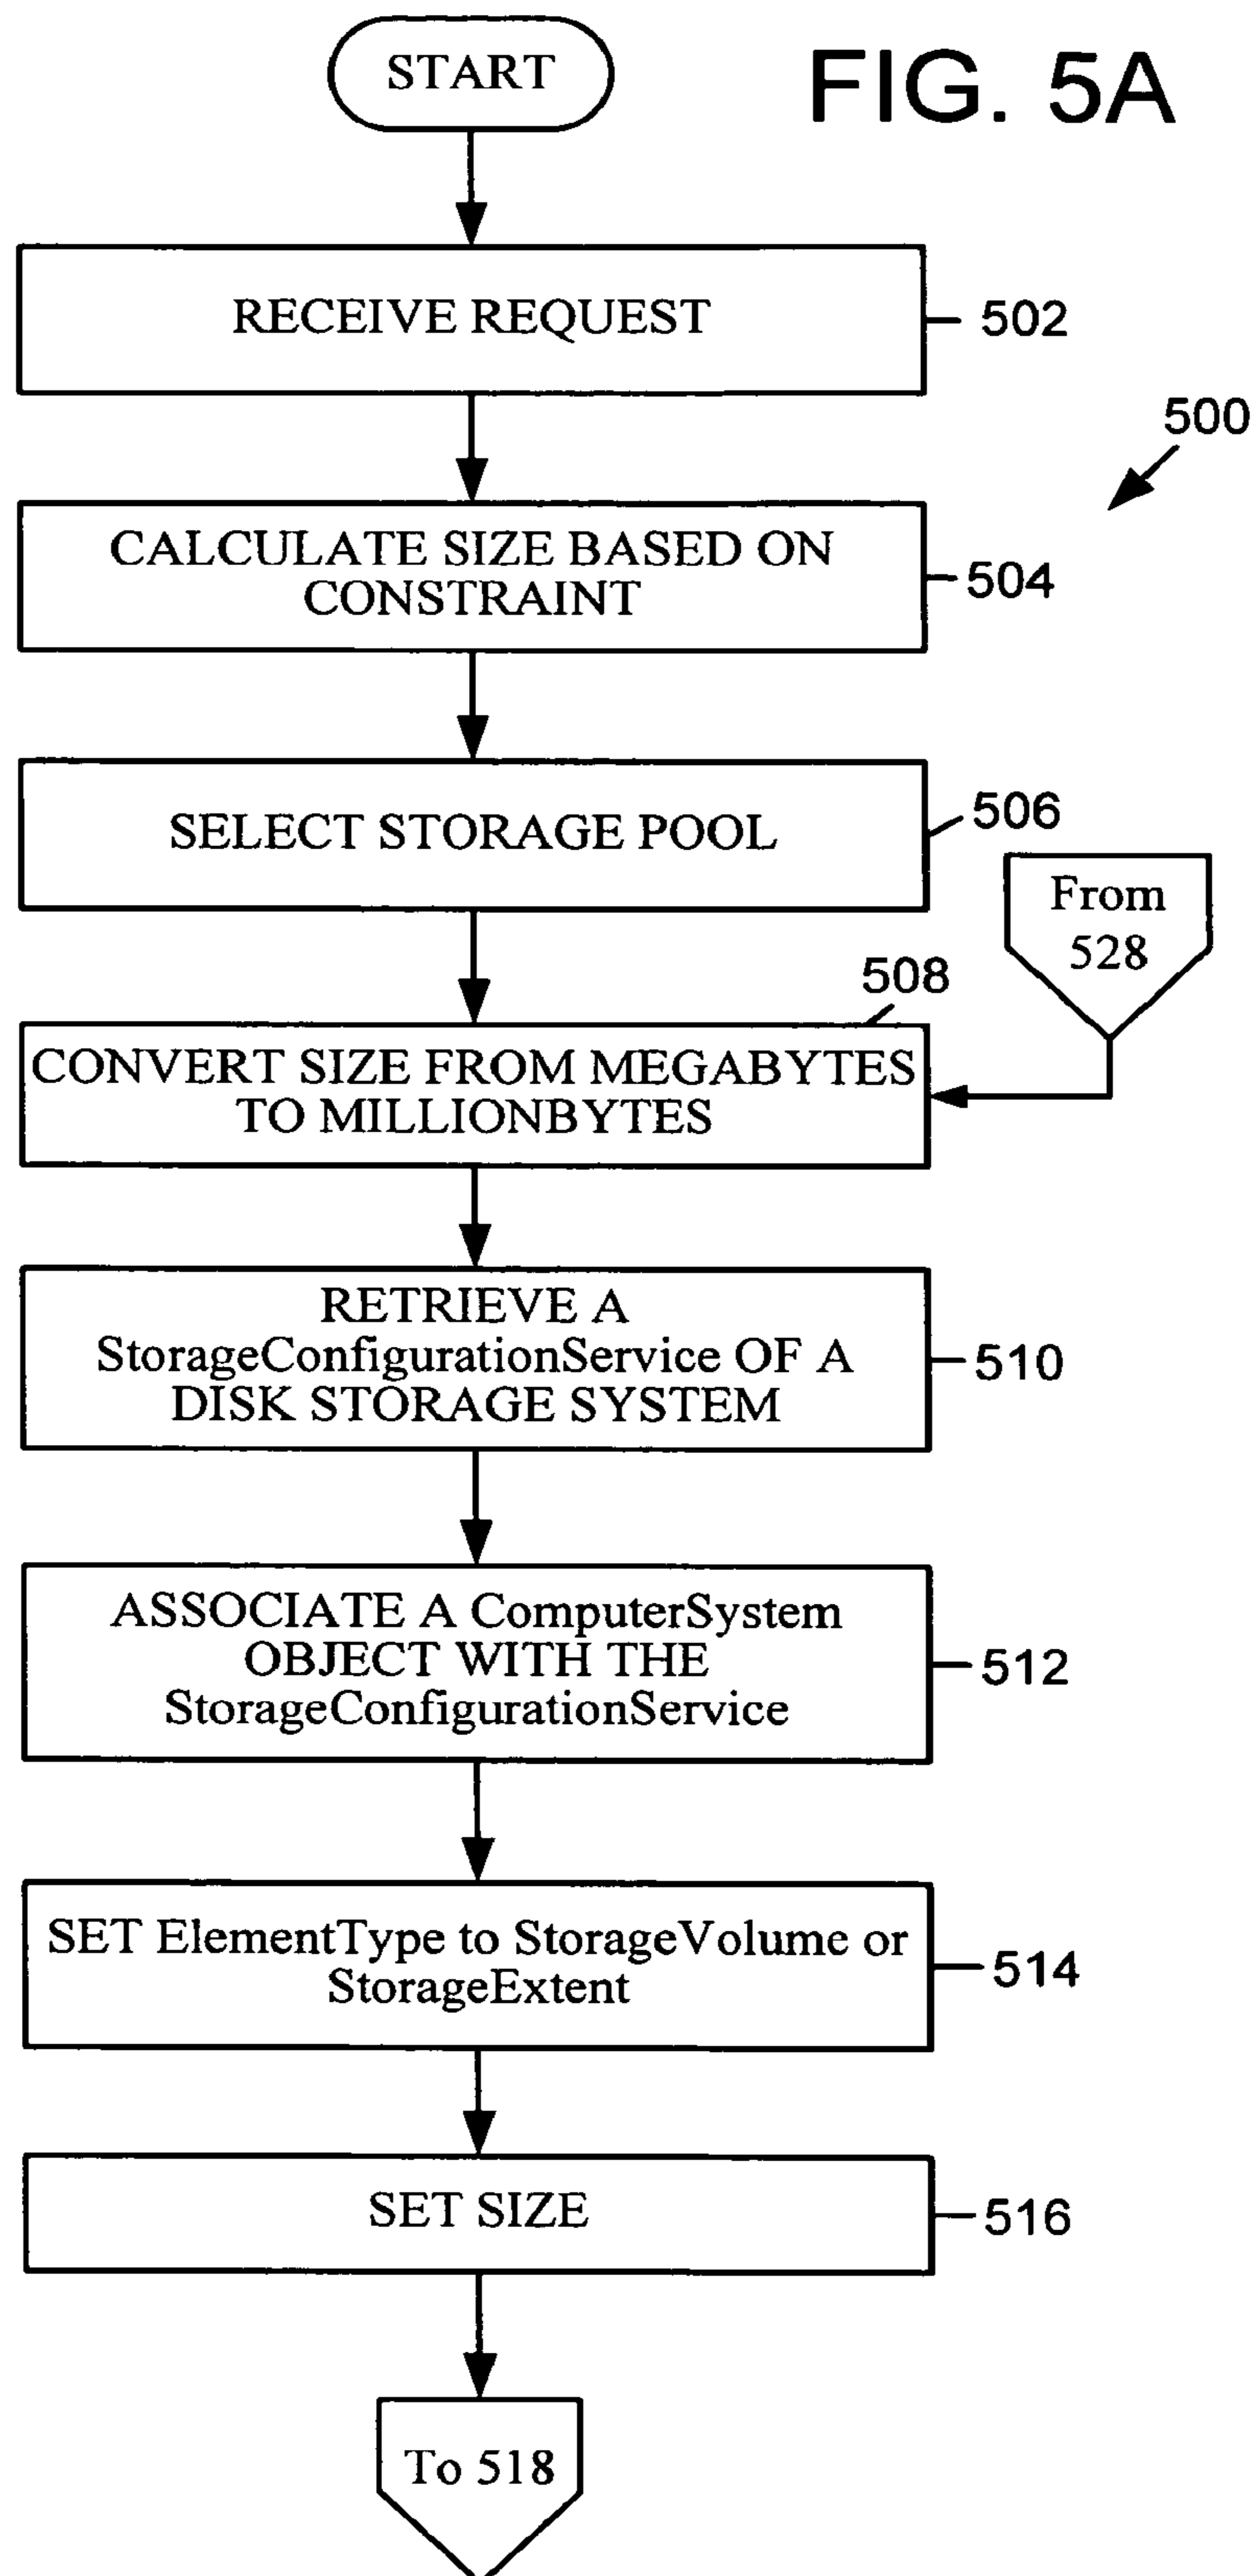 START
FIG. 5A
RECEIVE REQUEST
502
500
CALCULATE SIZE BASED ON
CONSTRAINT
504
SELECT STORAGE POOL
506
From
528
508
CONVERT SIZE FROM MEGABYTES
TO MILLIONBYTES
RETRIEVE A
StorageConfigurationService OF A
DISK STORAGE SYSTEM
510
ASSOCIATE A ComputerSystem
OBJECT WITH THE
StorageConfigurationService
512
SET ElementType to StorageVolume or
StorageExtent
514
SET SIZE
516
To 518